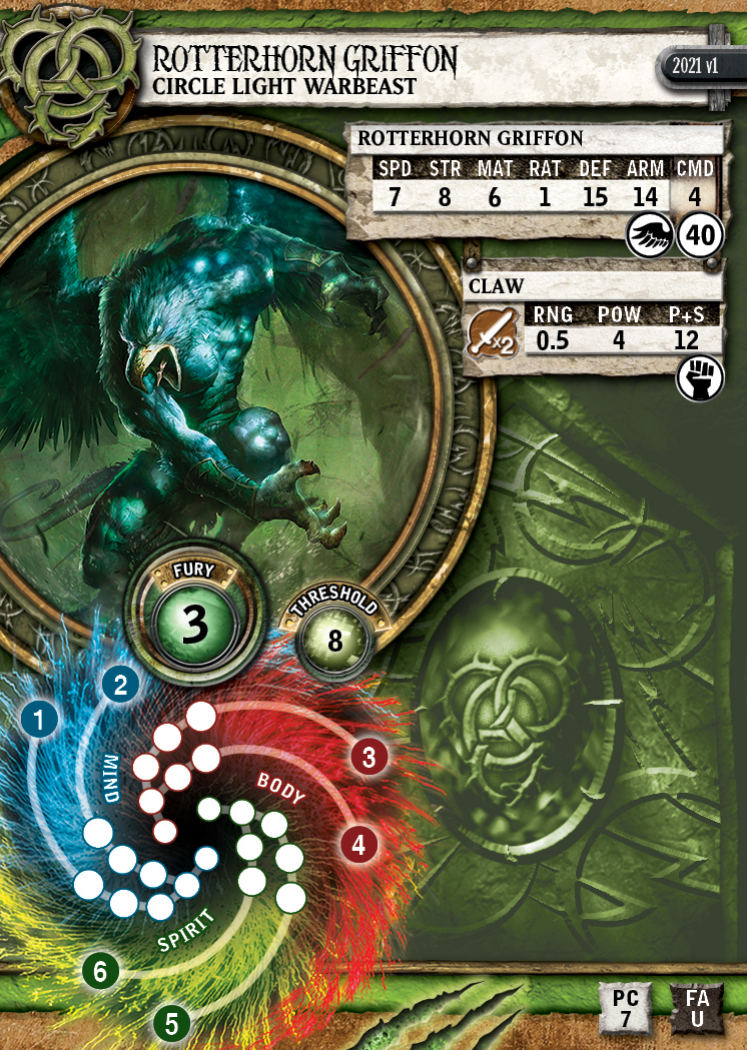 ROTTERHORN GRIFFON
CIRCLE LIGHT WARBEAST
2021 v1
ROTTERHORN GRIFFON
SPD STR MAT RAT DEF ARM CMD
7 8 6 1 15 14 4
40
CLAW
RNG POW P+S
x2 0.5 4 12
FURY
3
THRESHOLD
8
1
2
3
4
MIND
BODY
SPIRIT
6
5
PC
7
FA
U